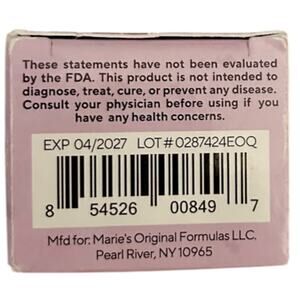 These statements have not been evaluated
by the FDA. This product is not intended to
diagnose, treat, cure, or prevent any disease.
Consult your physician before using if you
have any health concerns.
EXP 04/2027 LOT#0287424EOQ
8 54526 00849 7
Mfd for: Marie's Original Formulas LLC.
Pearl River, NY 10965